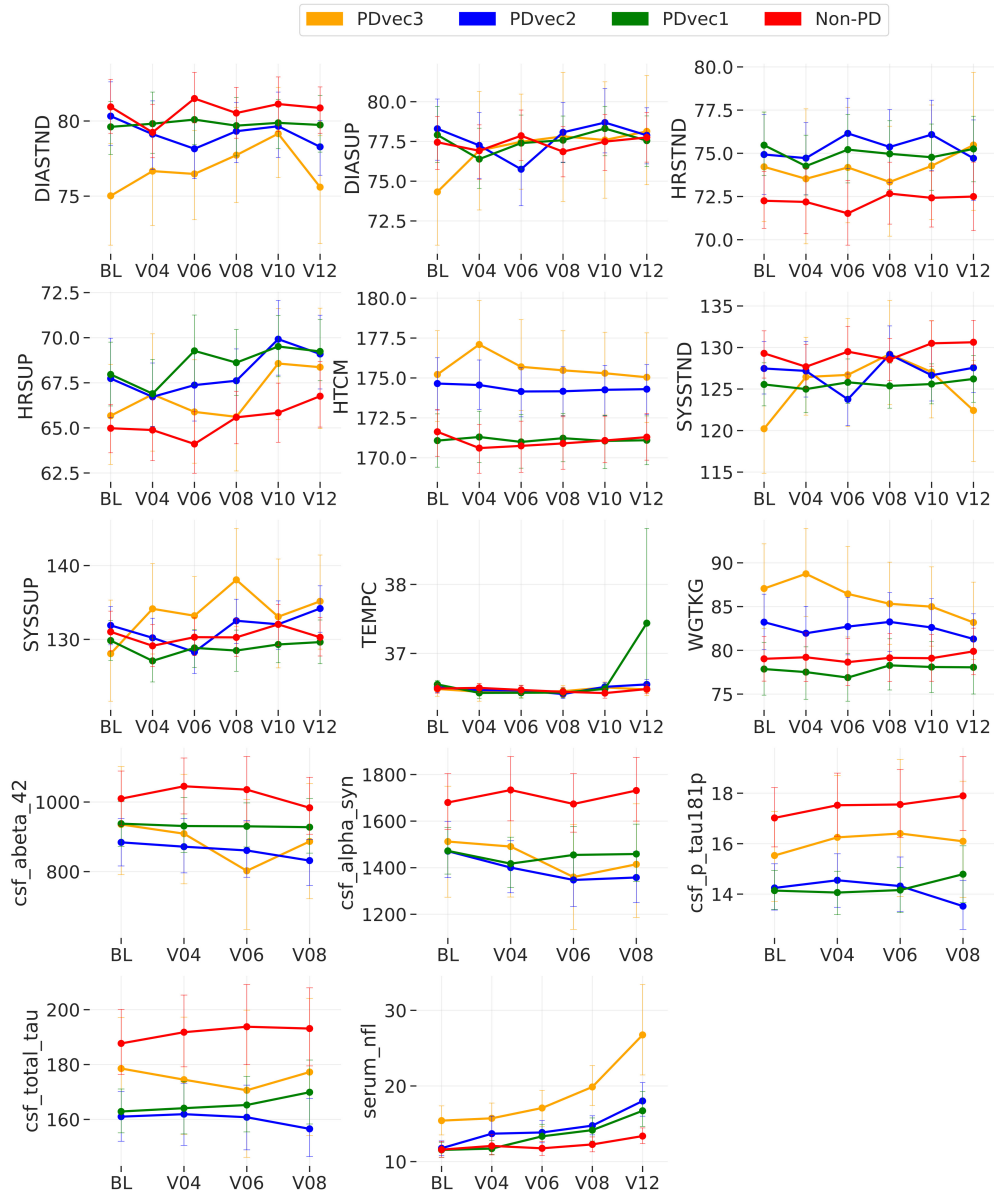 PDvec3 PDvec2 PDvec1 Non-PD
DIASTND
80
75
BL V04 V06 V08 V10 V12
DIASUP
80.0
77.5
75.0
72.5
BL V04 V06 V08 V10 V12
HRSTND
80.0
77.5
75.0
72.5
70.0
BL V04 V06 V08 V10 V12
HRSUP
72.5
70.0
67.5
65.0
62.5
BL V04 V06 V08 V10 V12
HTCM
180.0
177.5
175.0
172.5
170.0
BL V04 V06 V08 V10 V12
SYSSTND
135
130
125
120
115
BL V04 V06 V08 V10 V12
SYSSUP
140
130
BL V04 V06 V08 V10 V12
TEMPC
38
37
BL V04 V06 V08 V10 V12
WGTKG
90
85
80
75
BL V04 V06 V08 V10 V12
csf_abeta_42
1000
800
BL V04 V06 V08
csf_alpha_syn
1800
1600
1400
1200
BL V04 V06 V08
csf_p_tau181p
18
16
14
BL V04 V06 V08
csf_total_tau
200
180
160
BL V04 V06 V08
serum_nfl
30
20
10
BL V04 V06 V08 V12